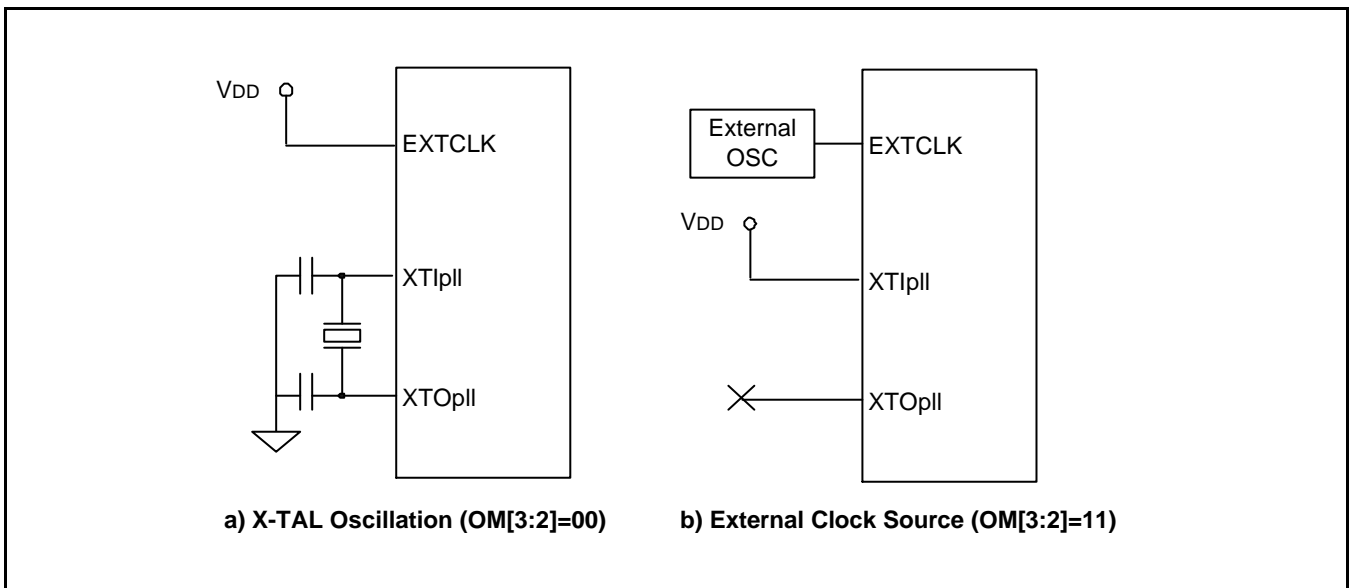 VDD
EXTCLK
XTIpll
XTOpll
a) X-TAL Oscillation (OM[3:2]=00)
External
OSC
EXTCLK
VDD
XTIpll
XTOpll
b) External Clock Source (OM[3:2]=11)